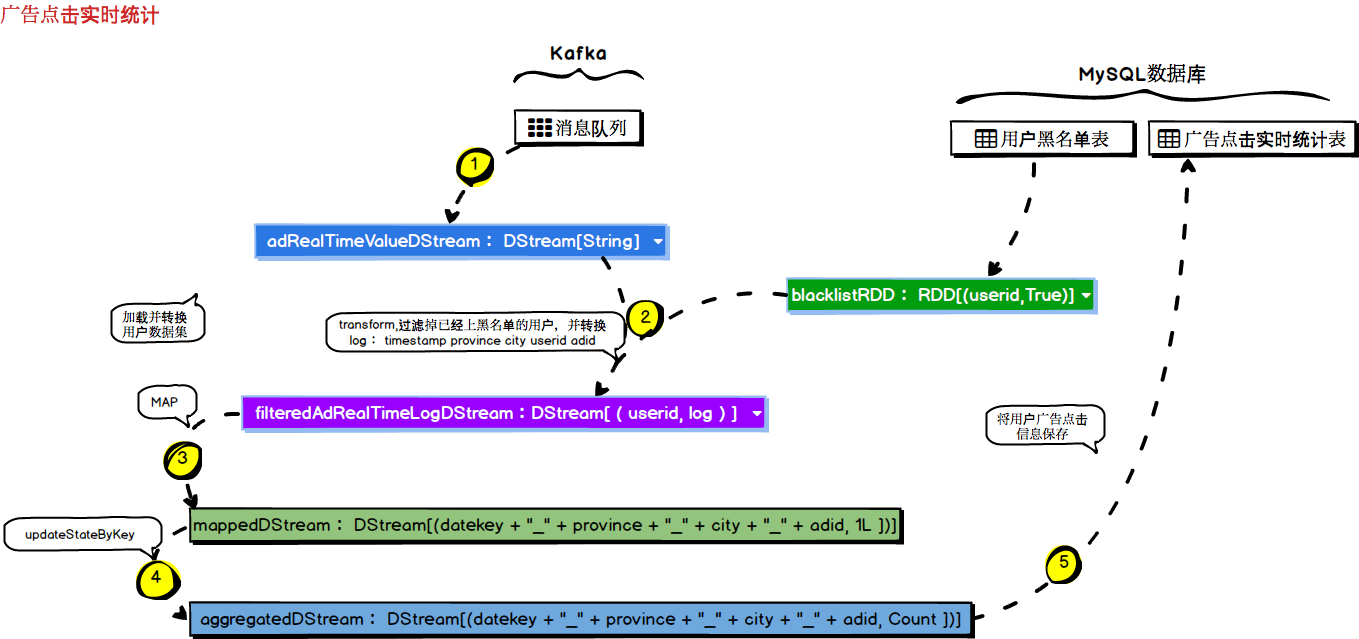 广告点击实时统计
Kafka
MySQL数据库
消息队列
用户黑名单表
广告点击实时统计表
1
adRealTimeValueDStream： DStream[String]
blacklistRDD： RDD[(userid,True)]
加载并转换
用户数据集
2
transform,过滤掉已经上黑名单的用户，并转换
log： timestamp province city userid adid
MAP
filteredAdRealTimeLogDStream：DStream[ ( userid, log ) ]
将用户广告点击
信息保存
3
mappedDStream： DStream[(datekey + "_" + province + "_" + city + "_" + adid, 1L ])]
updateStateByKey
4
5
aggregatedDStream： DStream[(datekey + "_" + province + "_" + city + "_" + adid, Count ])]